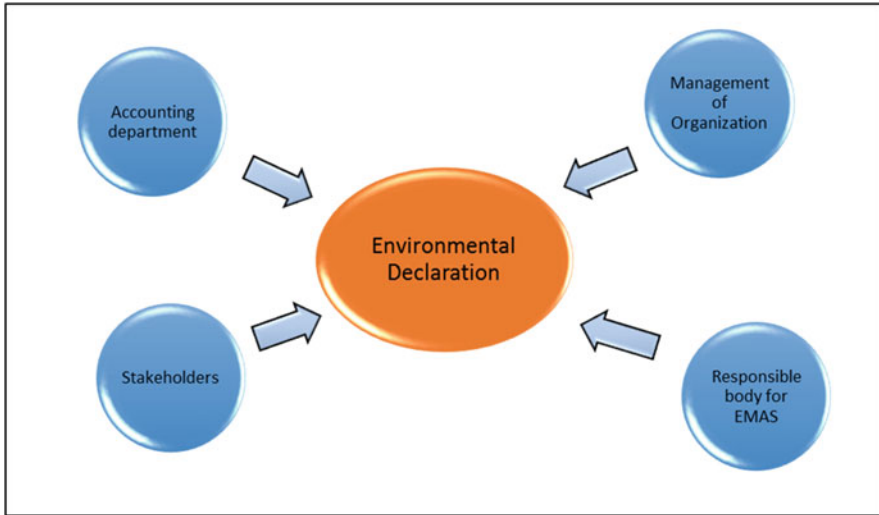 Accounting
department
Management
of
Organization
Environmental
Declaration
Stakeholders
Responsible
body for
EMAS